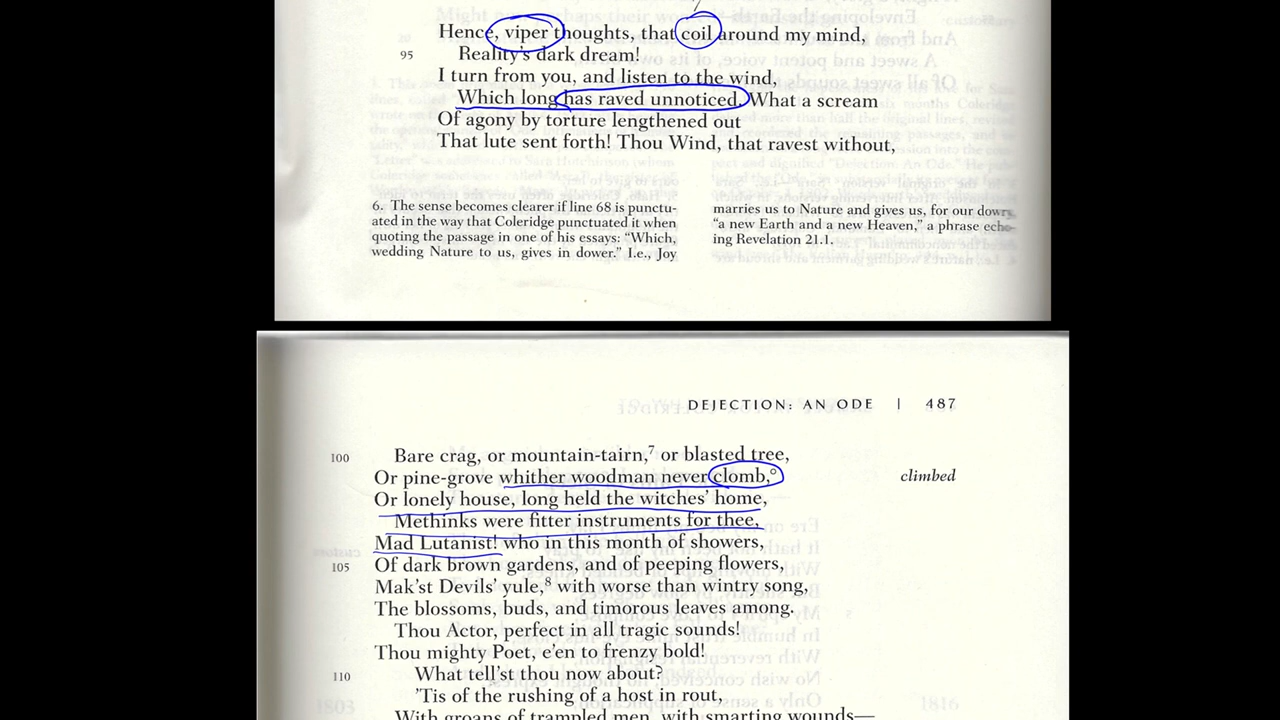 Hence, viper thoughts, that coil around my mind,
95 Reality's dark dream!
I turn from you, and listen to the wind,
Which long has raved unnoticed. What a scream
Of agony by torture lengthened out
That lute sent forth! Thou Wind, that ravest without,
6. The sense becomes clearer if line 68 is punctu-
ated in the way that Coleridge punctuated it when
quoting the passage in one of his essays: "Which,
wedding Nature to us, gives in dower." I.e., Joy
marries us to Nature and gives us, for our dowry,
"a new Earth and a new Heaven," a phrase echo-
ing Revelation 21.1.
DEJECTION: AN ODE | 487
100 Bare crag, or mountain-tairn,7 or blasted tree,
Or pine-grove whither woodman never clomb,° climbed
Or lonely house, long held the witches' home,
Methinks were fitter instruments for thee,
Mad Lutanist! who in this month of showers,
105 Of dark brown gardens, and of peeping flowers,
Mak'st Devils' yule,8 with worse than wintry song,
The blossoms, buds, and timorous leaves among.
Thou Actor, perfect in all tragic sounds!
Thou mighty Poet, e'en to frenzy bold!
110 What tell'st thou now about?
'Tis of the rushing of a host in rout,
With groans of trampled men, with smarting wounds—